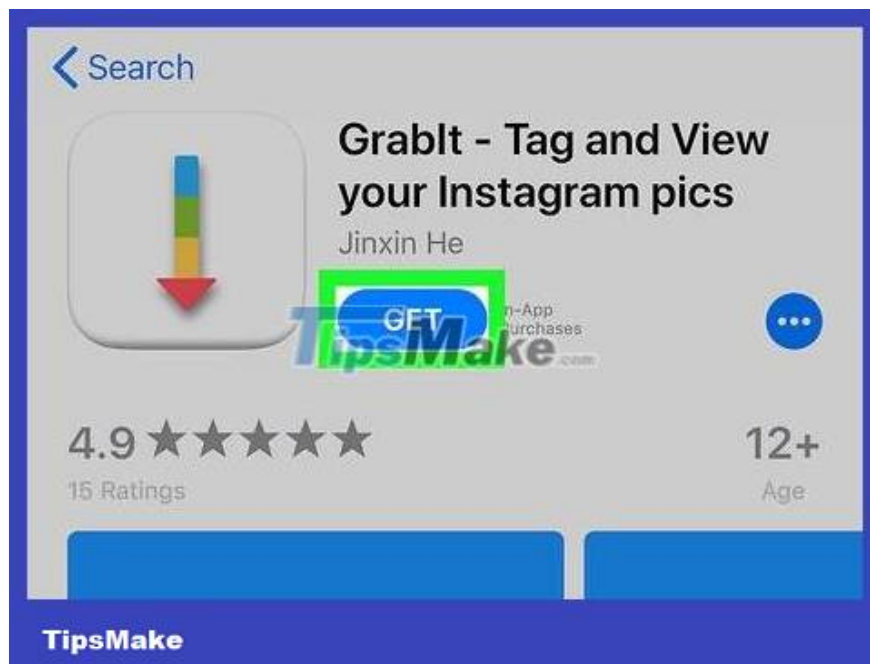 Search
GrabIt - Tag and View
your Instagram pics
Jinxin He
GET
n-App
urchases
TipsMake.com
4.9 ★★★★★
12+
15 Ratings
Age
TipsMake